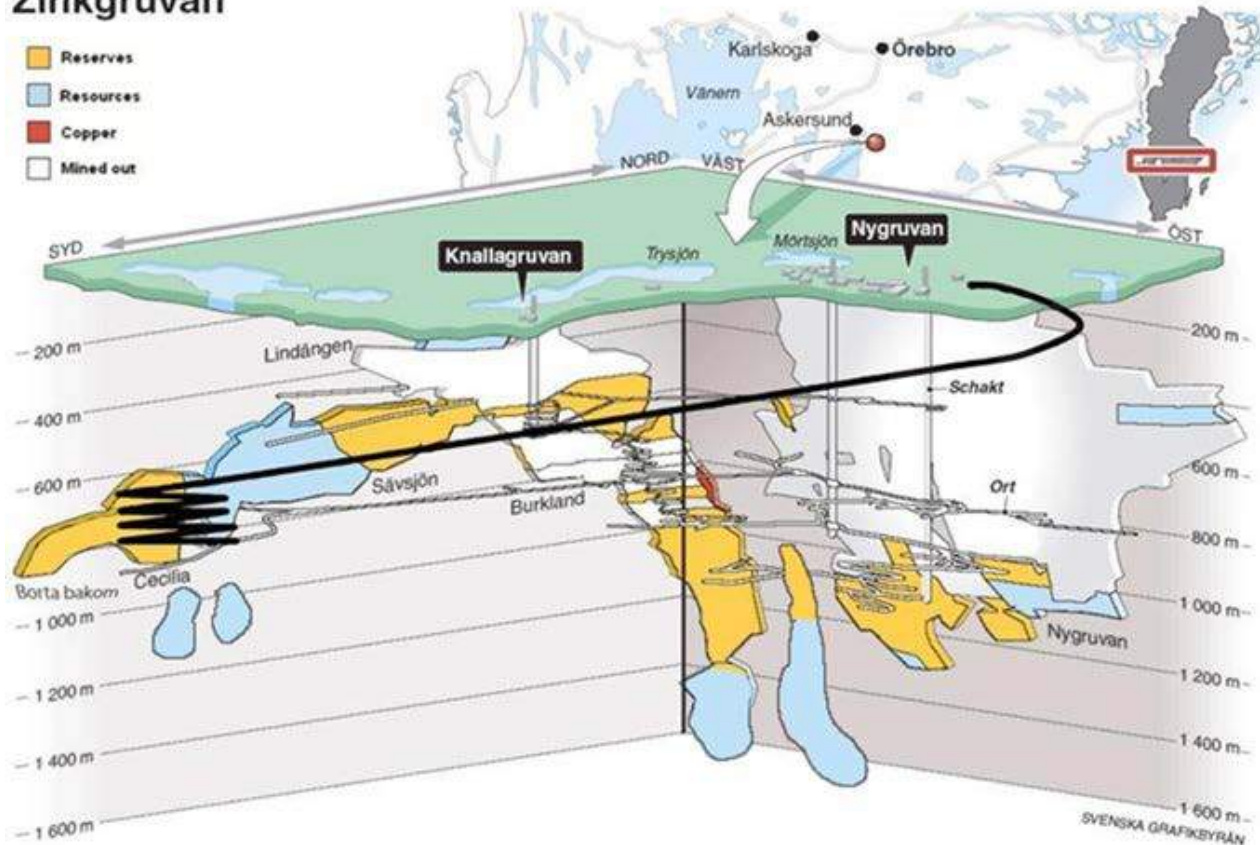 Zinkgruvan
Reserves
Resources
Copper
Mined out
Karlskoga
Örebro
Vänern
Askersund
NORD
VÄST
SYD
ÖST
Knallagruvan
Trysjön
Mörtsjön
Nygruvan
200 m
400 m
600 m
1 000 m
1 200 m
1 400 m
1 600 m
Lindängen
Sävsjön
Burkland
Cecilia
Borta bakom
Schakt
Ort
Nygruvan
200 m
600 m
800 m
1 000 m
1 200 m
1 400 m
1 600 m
SVENSKA GRAFIKBYRÅN